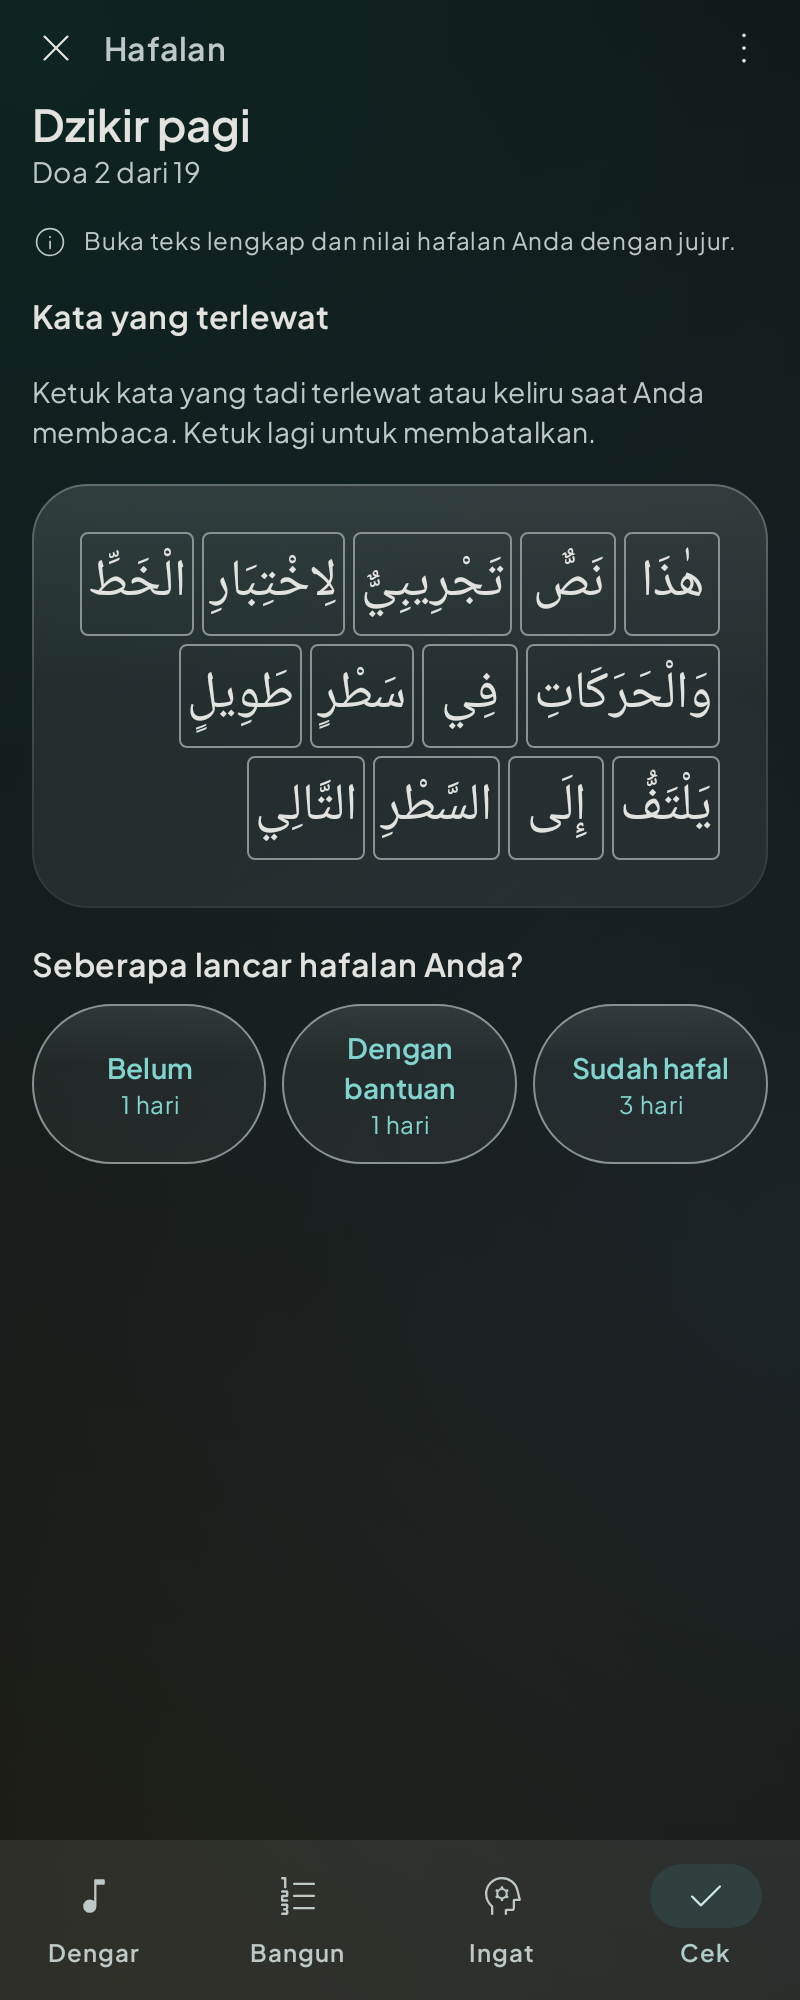 Hafalan
Dzikir pagi
Doa 2 dari 19
Buka teks lengkap dan nilai hafalan Anda dengan jujur.
Kata yang terlewat
Ketuk kata yang tadi terlewat atau keliru saat Anda
membaca. Ketuk lagi untuk membatalkan.
هٰذَا نَصٌّ تَجْرِيبِيٌّ لِاخْتِبَارِ الْخَطِّ
وَالْحَرَكَاتِ فِي سَطْرٍ طَوِيلٍ
يَلْتَفُّ إِلَى السَّطْرِ التَّالِي
Seberapa lancar hafalan Anda?
Belum
1 hari
Dengan
bantuan
1 hari
Sudah hafal
3 hari
Dengar
Bangun
Ingat
Cek